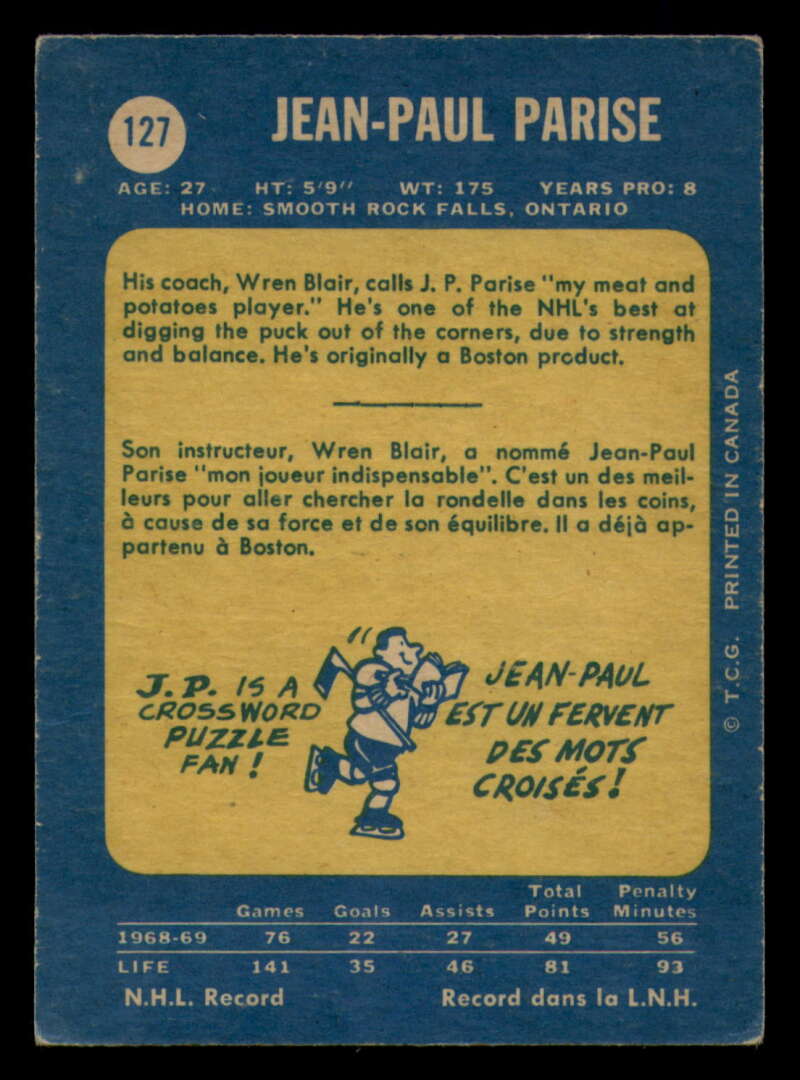 127
JEAN-PAUL PARISE
AGE: 27 HT: 5'9" WT: 175 YEARS PRO: 8
HOME: SMOOTH ROCK FALLS, ONTARIO
His coach, Wren Blair, calls J. P. Parise "my meat and
potatoes player." He's one of the NHL's best at
digging the puck out of the corners, due to strength
and balance. He's originally a Boston product.
Son instructeur, Wren Blair, a nommé Jean-Paul
Parise "mon joueur indispensable". C'est un des meil-
leurs pour aller chercher la rondelle dans les coins,
à cause de sa force et de son équilibre. Il a déjà ap-
partenu à Boston.
J. P. IS A
CROSSWORD
PUZZLE
FAN!
JEAN-PAUL
EST UN FERVENT
DES MOTS
CROISÉS!
© T.C.G. PRINTED IN CANADA
Total Penalty
Games Goals Assists Points Minutes
1968-69 76 22 27 49 56
LIFE 141 35 46 81 93
N.H.L. Record Record dans la L.N.H.